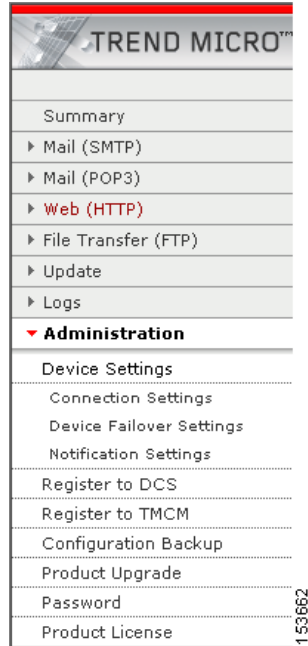 TREND MICRO™
Summary
Mail (SMTP)
Mail (POP3)
Web (HTTP)
File Transfer (FTP)
Update
Logs
Administration
Device Settings
Connection Settings
Device Failover Settings
Notification Settings
Register to DCS
Register to TMCM
Configuration Backup
Product Upgrade
Password
Product License
153662